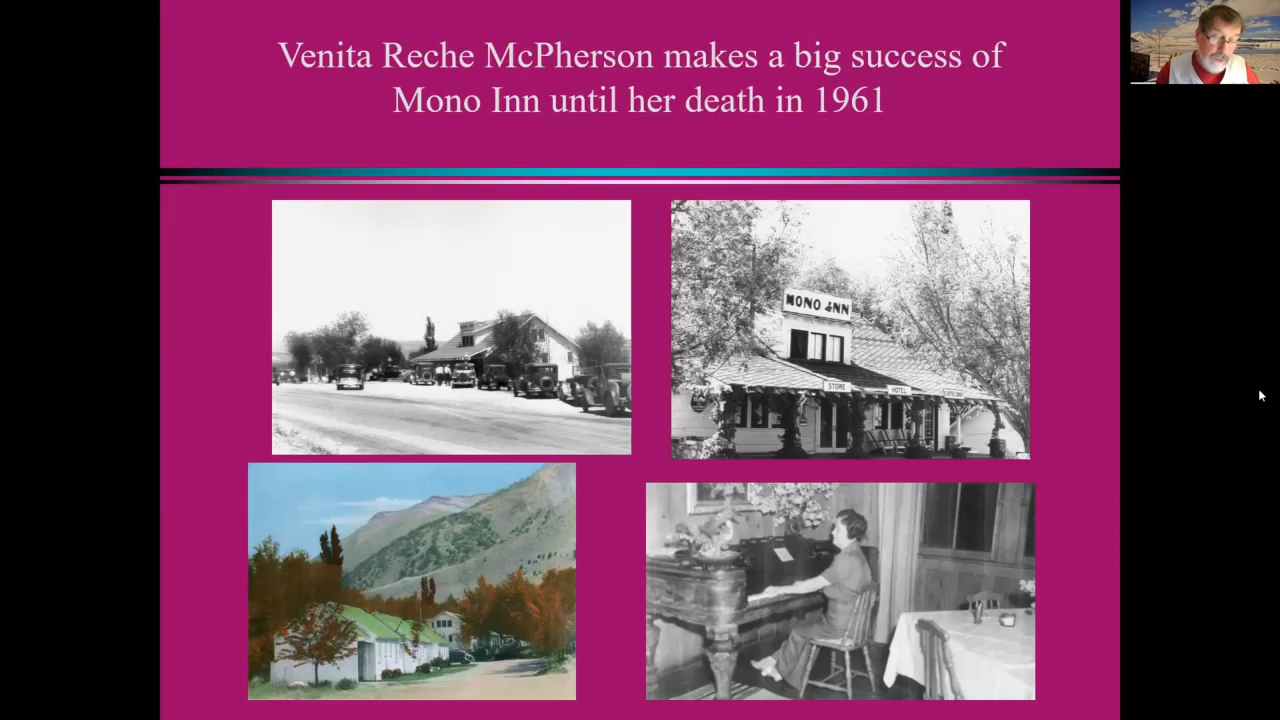 Venita Reche McPherson makes a big success of
Mono Inn until her death in 1961
MONO INN
STORE
HOTEL